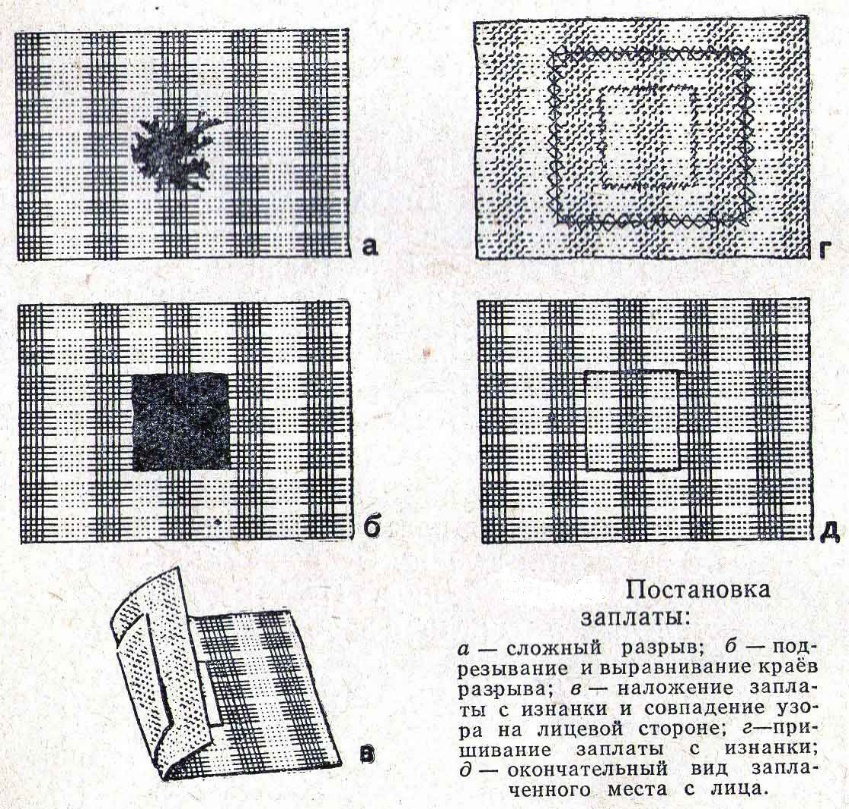 а
г
б
д
в
Постановка
заплаты:
а — сложный разрыв; б — под-
резывание и выравнивание краёв
разрыва; в — наложение запла-
ты с изнанки и совпадение узо-
ра на лицевой стороне; г—при-
шивание заплаты с изнанки;
д — окончательный вид запла-
ченного места с лица.